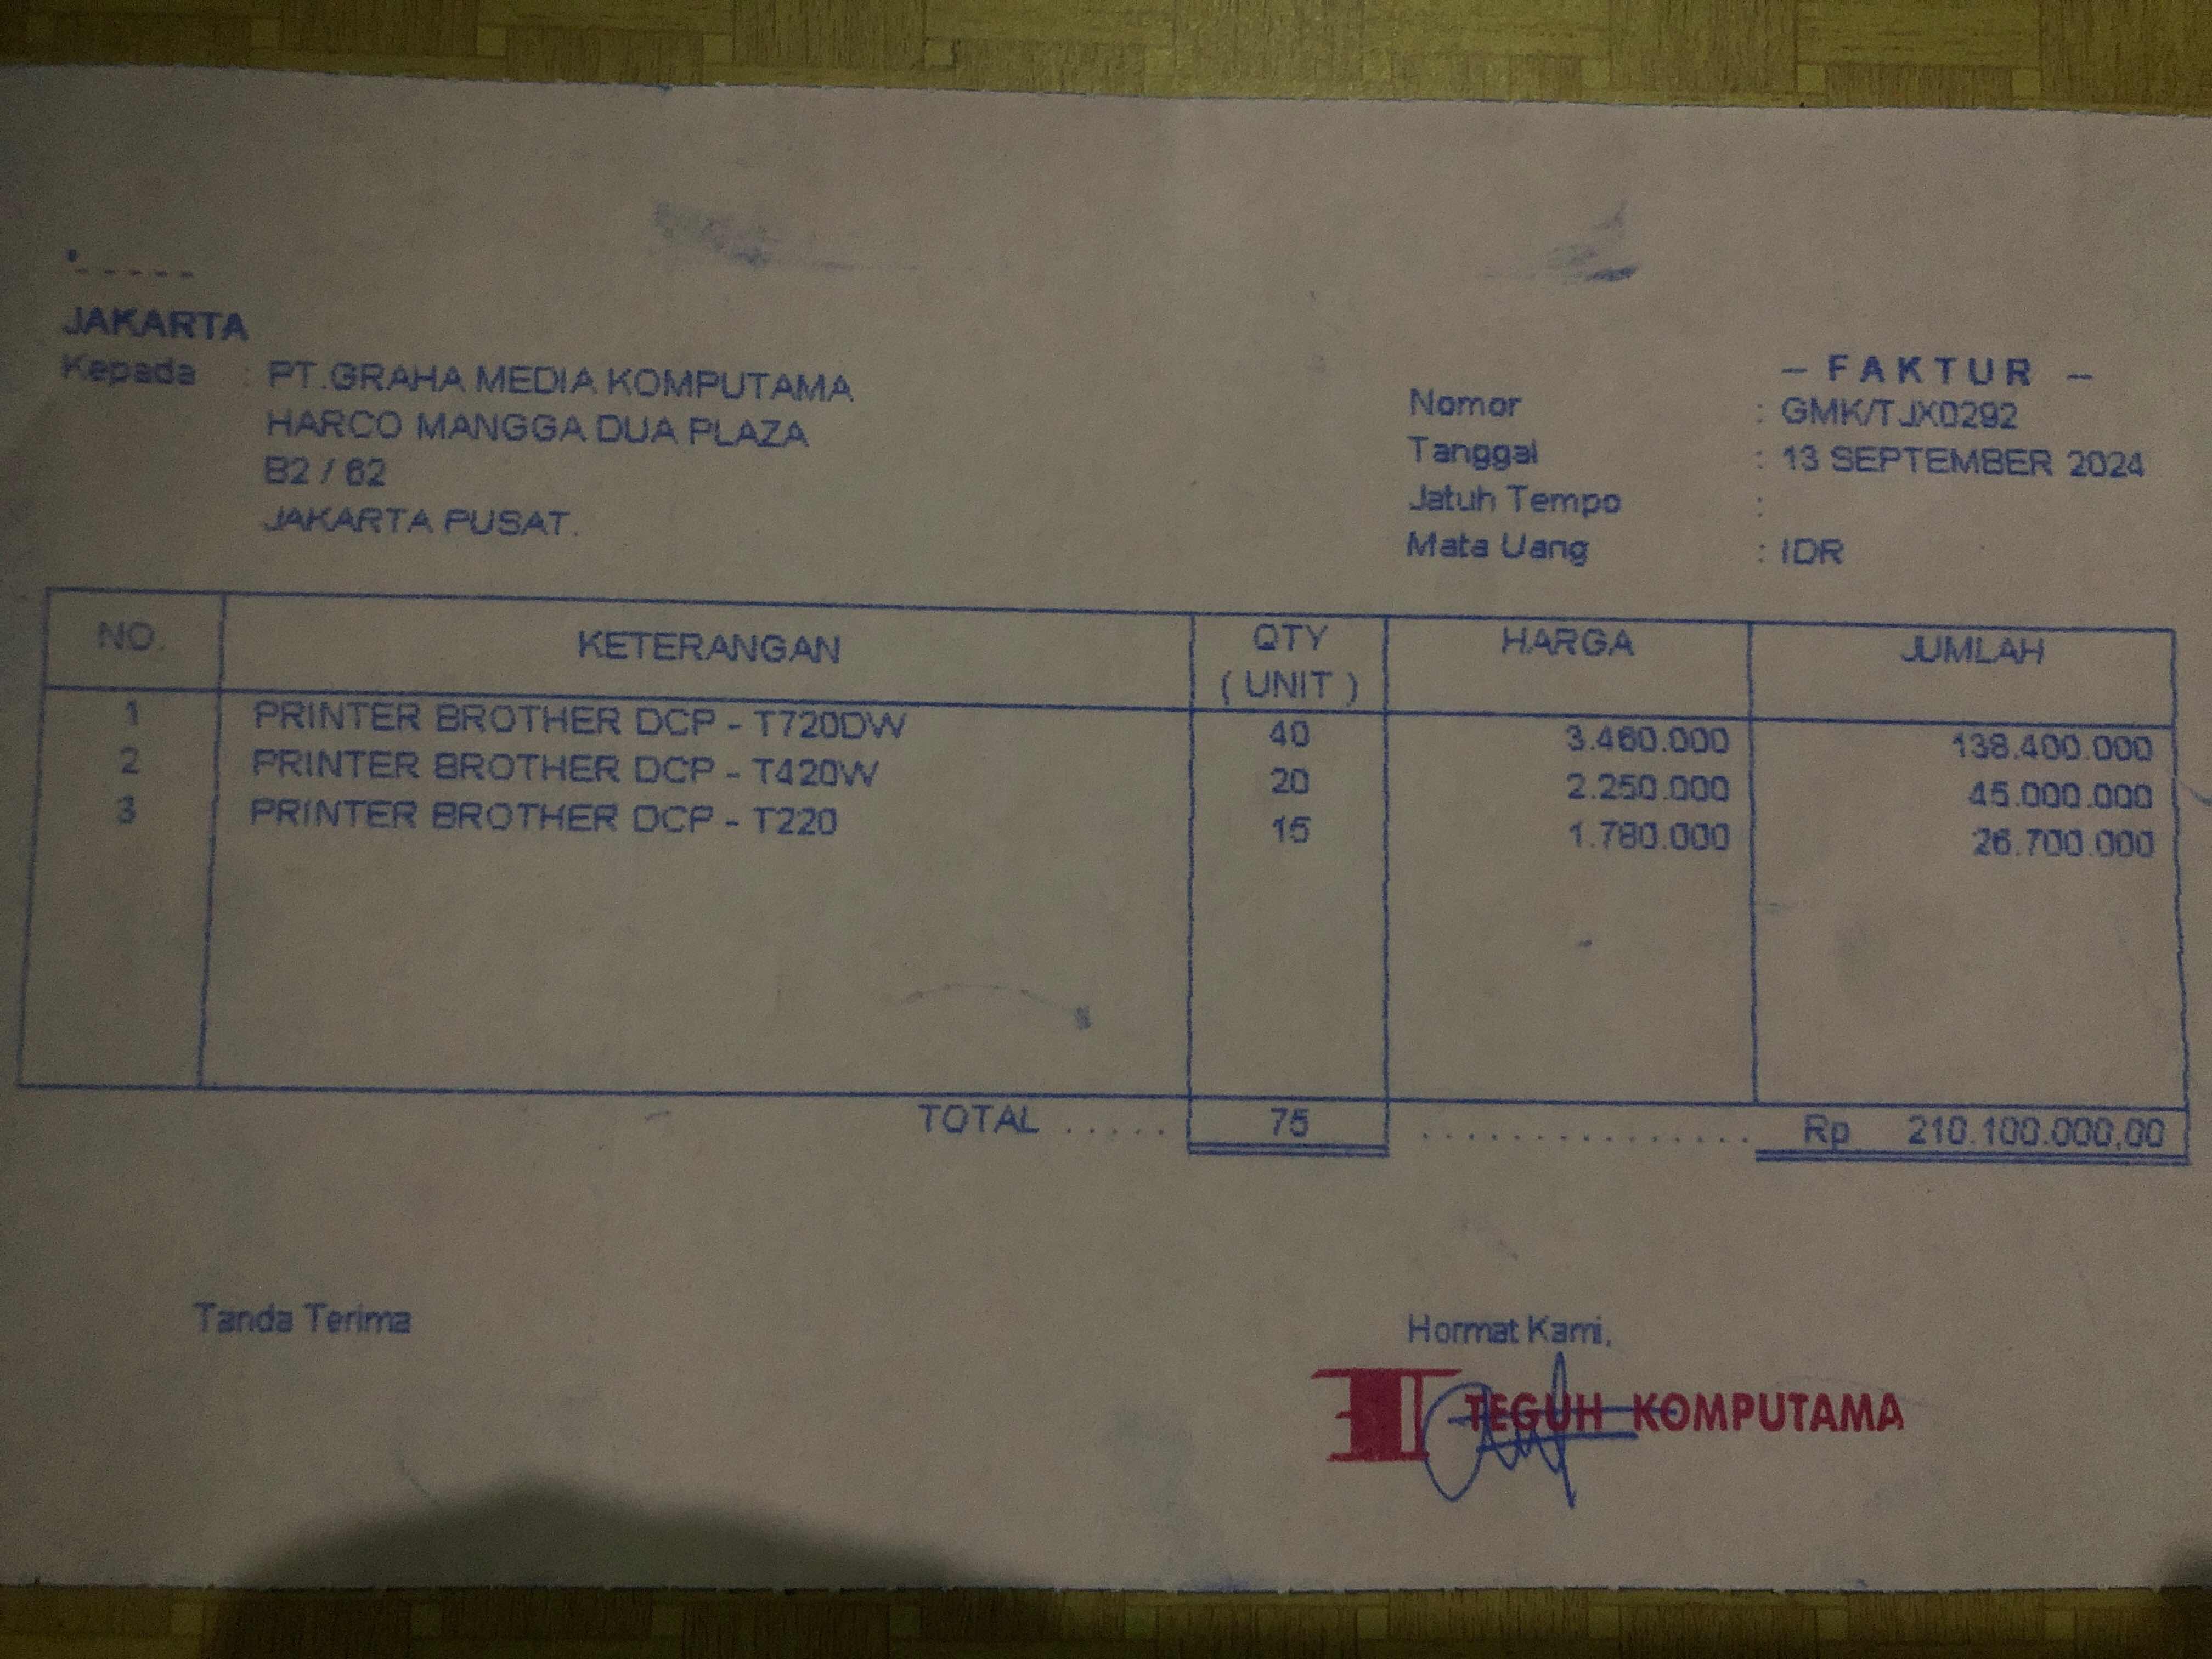 JAKARTA
Kepada : PT.GRAHA MEDIA KOMPUTAMA
HARCO MANGGA DUA PLAZA
B2 / 62
JAKARTA PUSAT.
– FAKTUR –
Nomor : GMK/TJX0292
Tanggal : 13 SEPTEMBER 2024
Jatuh Tempo :
Mata Uang : IDR
NO. KETERANGAN QTY ( UNIT ) HARGA JUMLAH
1 PRINTER BROTHER DCP - T720DW 40 3.460.000 138.400.000
2 PRINTER BROTHER DCP - T420W 20 2.250.000 45.000.000
3 PRINTER BROTHER DCP - T220 15 1.780.000 26.700.000
TOTAL ..... 75 ............... Rp 210.100.000,00
Tanda Terima
Hormat Kami,
TEGUH KOMPUTAMA